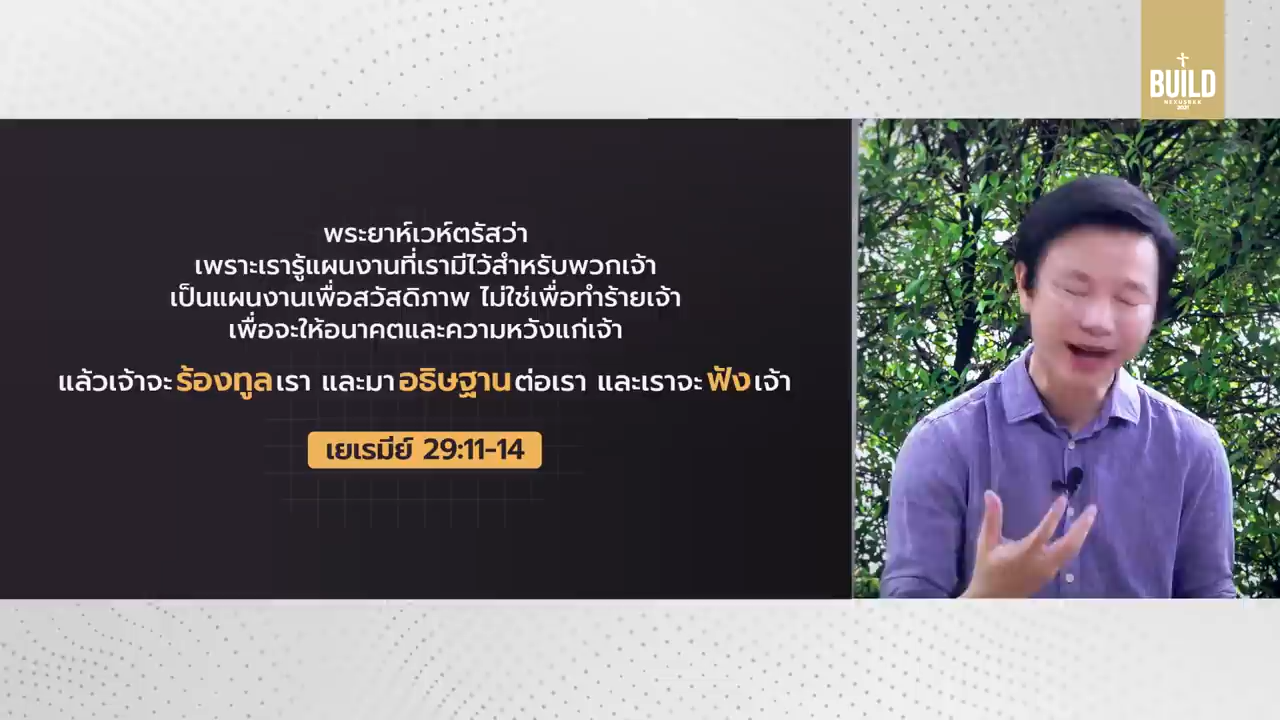 BUILD
NEXUSBKK
2021
พระยาห์เวห์ตรัสว่า
เพราะเรารู้แผนงานที่เรามีไว้สำหรับพวกเจ้า
เป็นแผนงานเพื่อสวัสดิภาพ ไม่ใช่เพื่อทำร้ายเจ้า
เพื่อจะให้อนาคตและความหวังแก่เจ้า
แล้วเจ้าจะร้องทูลเรา และมาอธิษฐานต่อเรา และเราจะฟังเจ้า
เยเรมีย์ 29:11-14